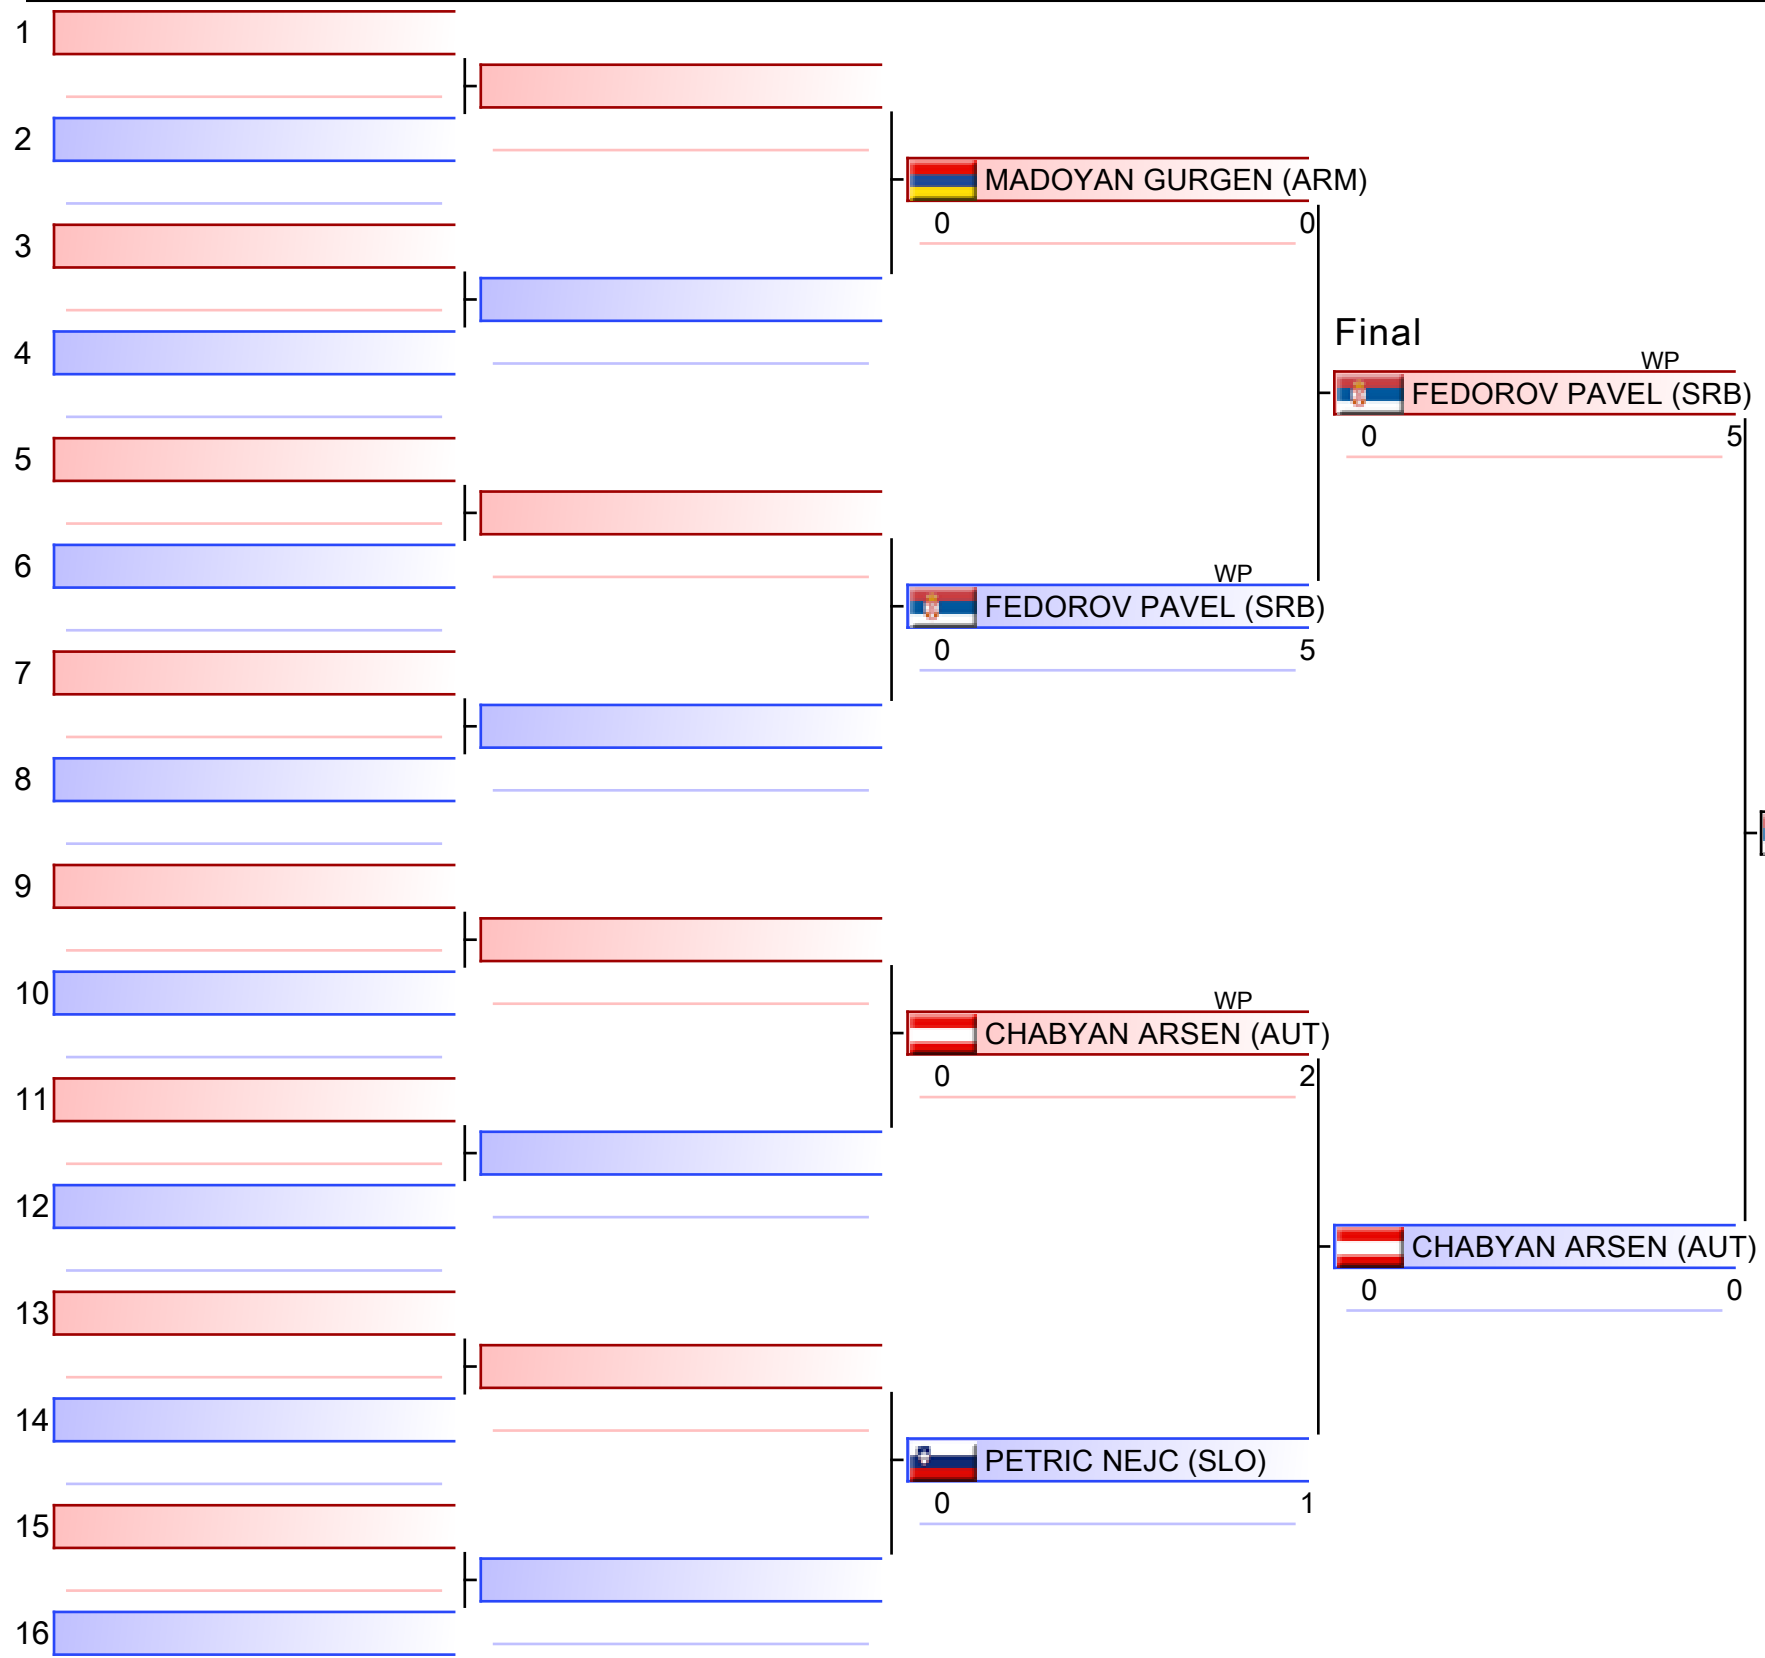 1
2
MADOYAN GURGEN (ARM)
0 0
3
Final
4
WP
FEDOROV PAVEL (SRB)
0 5
5
6
WP
FEDOROV PAVEL (SRB)
0 5
7
8
9
10
WP
CHABYAN ARSEN (AUT)
0 2
11
12
CHABYAN ARSEN (AUT)
0 0
13
14
PETRIC NEJC (SLO)
0 1
15
16